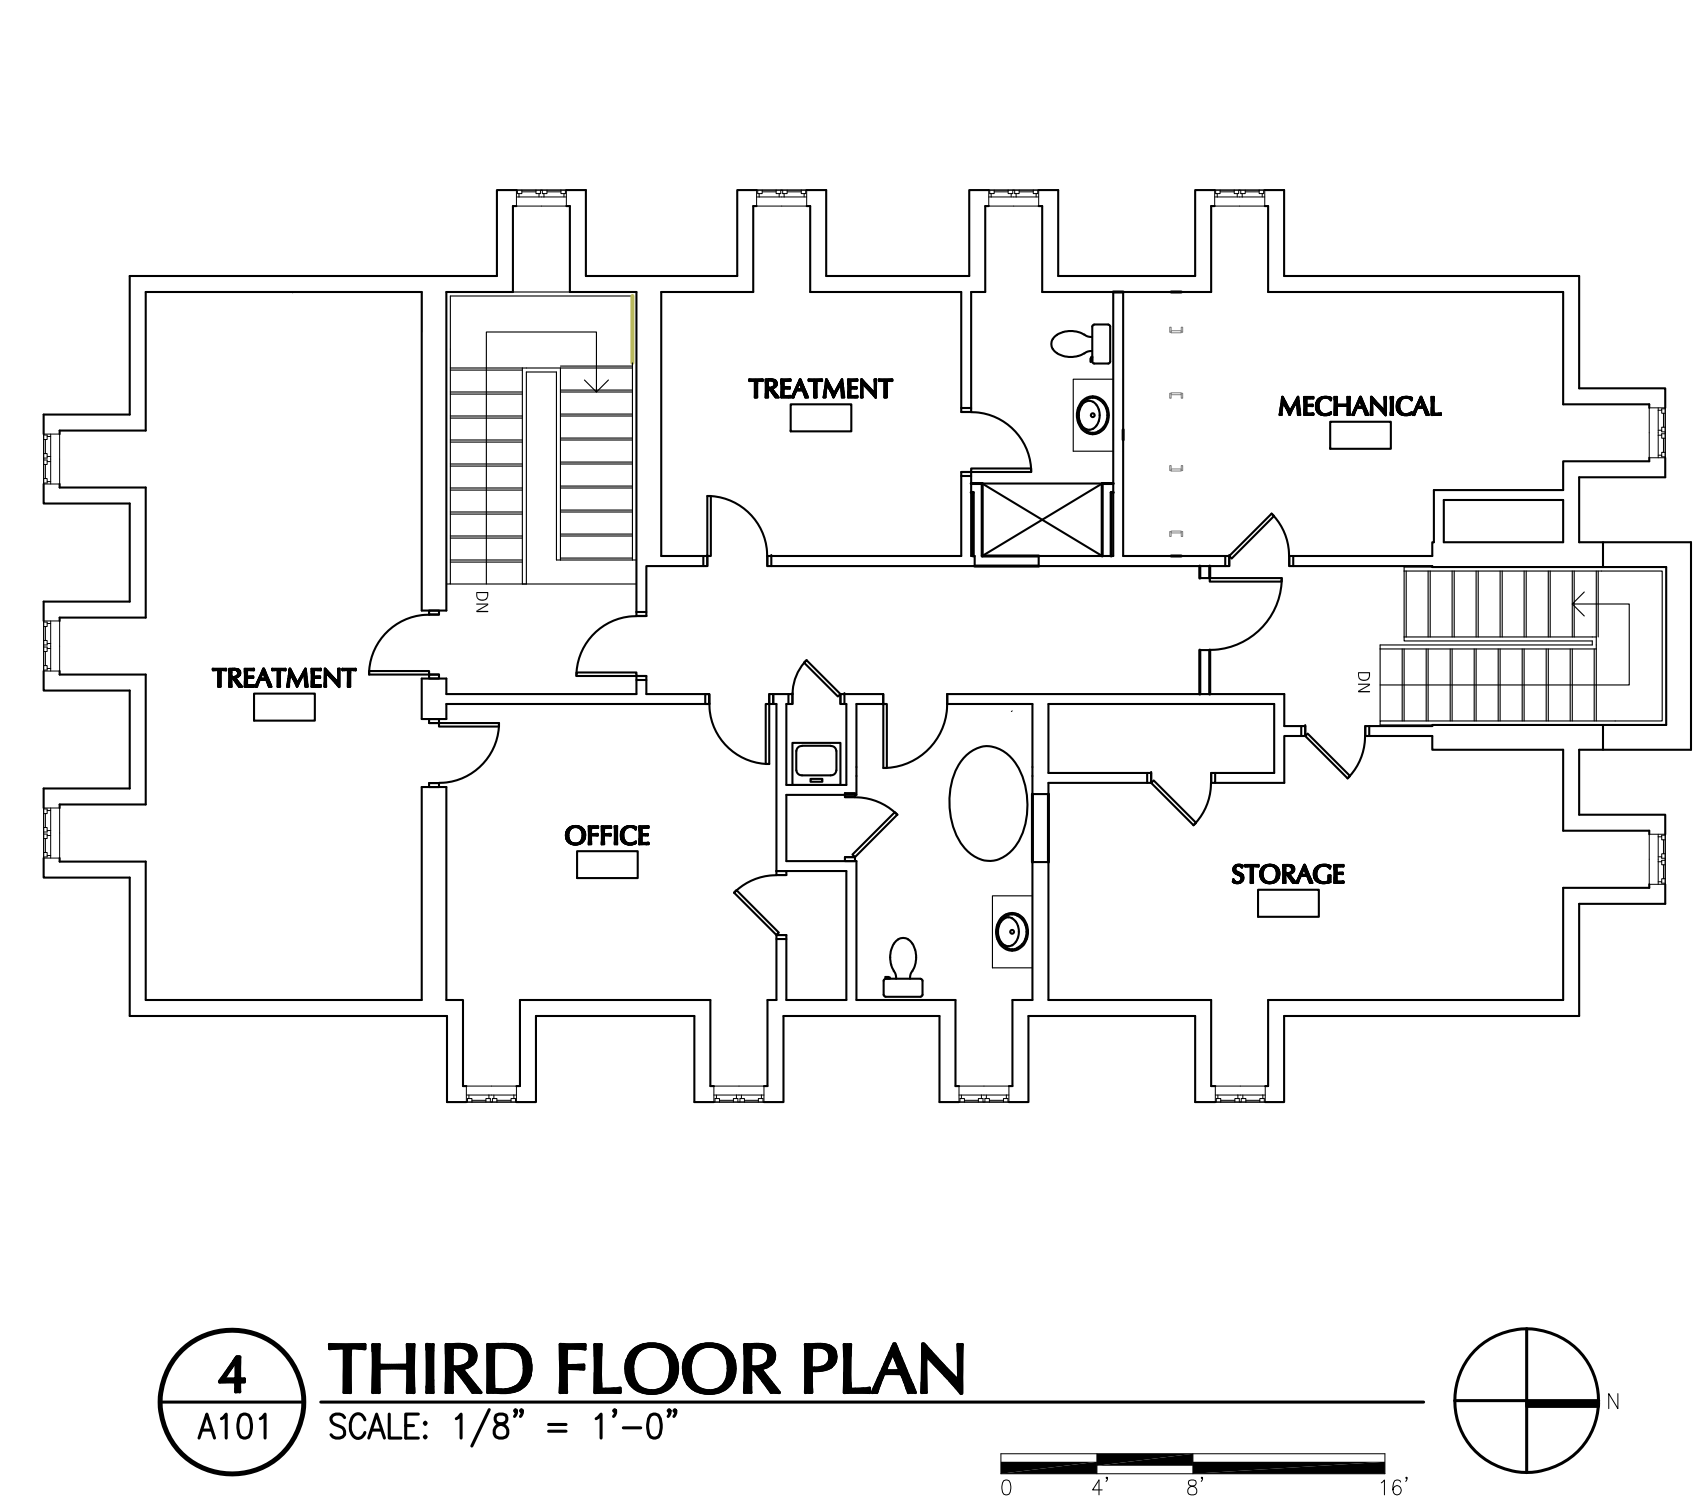 TREATMENT
MECHANICAL
DN
TREATMENT
DN
OFFICE
STORAGE
4
A101
THIRD FLOOR PLAN
SCALE: 1/8" = 1'-0"
N
0 4' 8' 16'